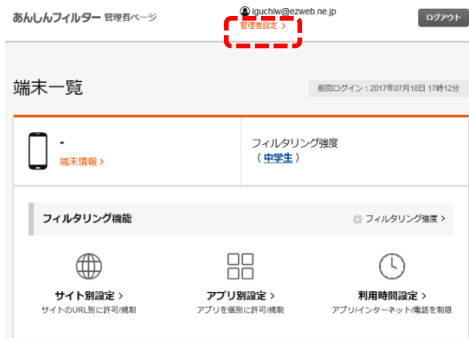 あんしんフィルター 管理者ページ
iguchiw@ezweb.ne.jp
管理者設定 >
ログアウト
端末一覧
前回ログイン：2017年07月10日 17時12分
-
端末情報 >
フィルタリング強度
（ 中学生 ）
フィルタリング機能
フィルタリング強度 >
サイト別設定 >
サイトのURL別に許可/規制
アプリ別設定 >
アプリを個別に許可/規制
利用時間設定 >
アプリ/インターネット/電話を制限